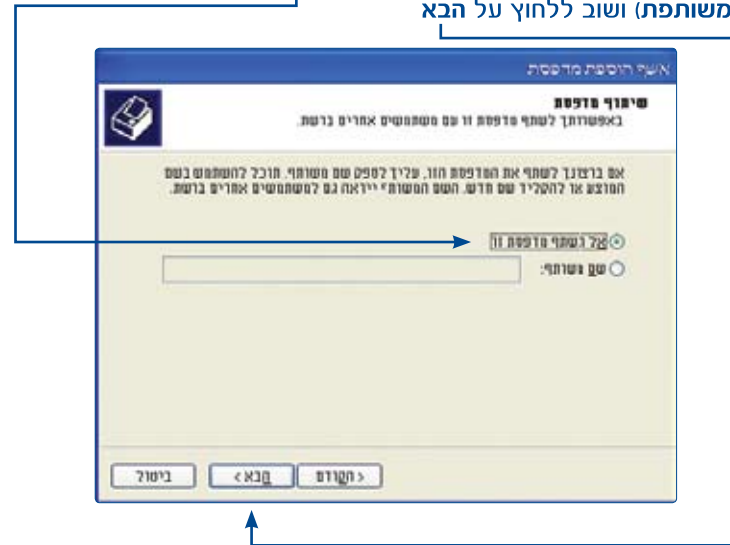 משותפת) ושוב ללחוץ על הבא
אשף הוספת מדפסת
שיתוף מדפסת
באפשרותך לשתף מדפסת זו עם משתמשים אחרים ברשת.
אם ברצונך לשתף את המדפסת הזו, עליך לספק שם משותף. תוכל להשתמש בשם
המוצע או להקליד שם חדש. השם המשותף ייראה גם למשתמשים אחרים ברשת.
אל תשתף מדפסת זו
שם משותף:
< הקודם
הבא >
ביטול